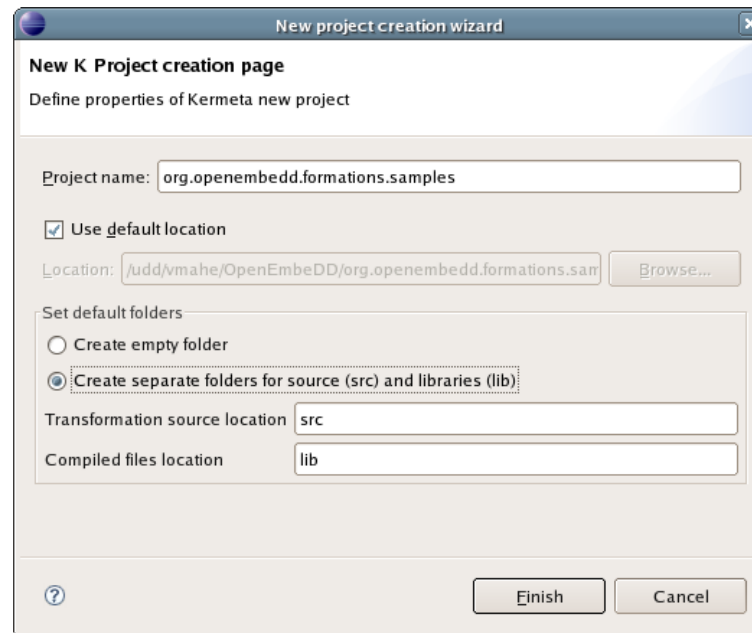 New project creation wizard
New K Project creation page
Define properties of Kermeta new project
Project name: org.openembedd.formations.samples
Use default location
Location: /udd/vmahe/OpenEmbeDD/org.openembedd.formations.sam Browse...
Set default folders
Create empty folder
Create separate folders for source (src) and libraries (lib)
Transformation source location src
Compiled files location lib
? Finish Cancel